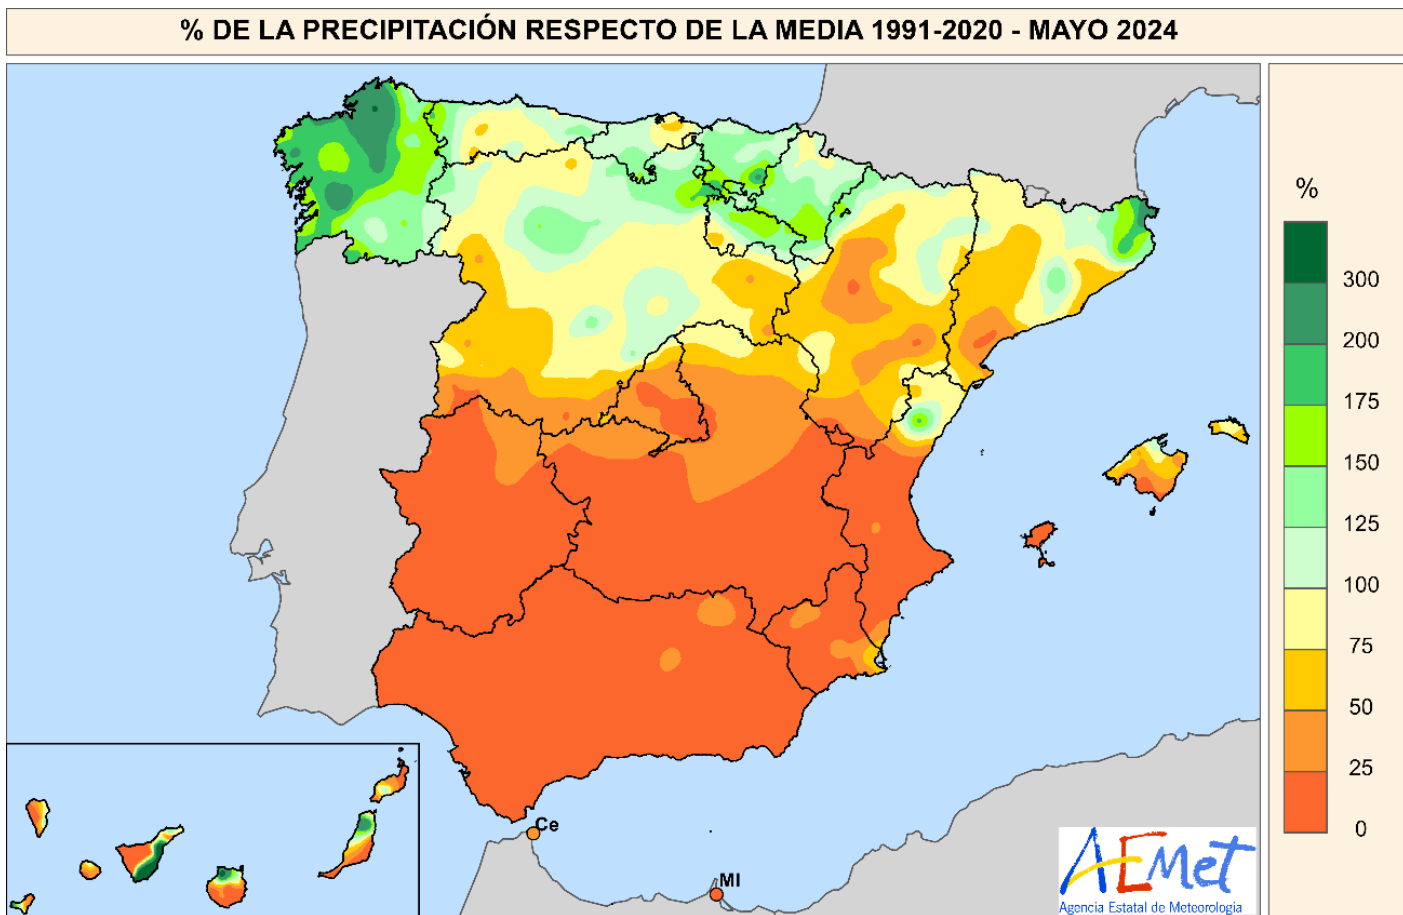 % DE LA PRECIPITACIÓN RESPECTO DE LA MEDIA 1991-2020 - MAYO 2024
%
300
200
175
150
125
100
75
50
25
0
Ce
Ml
AEmet
Agencia Estatal de Meteorología